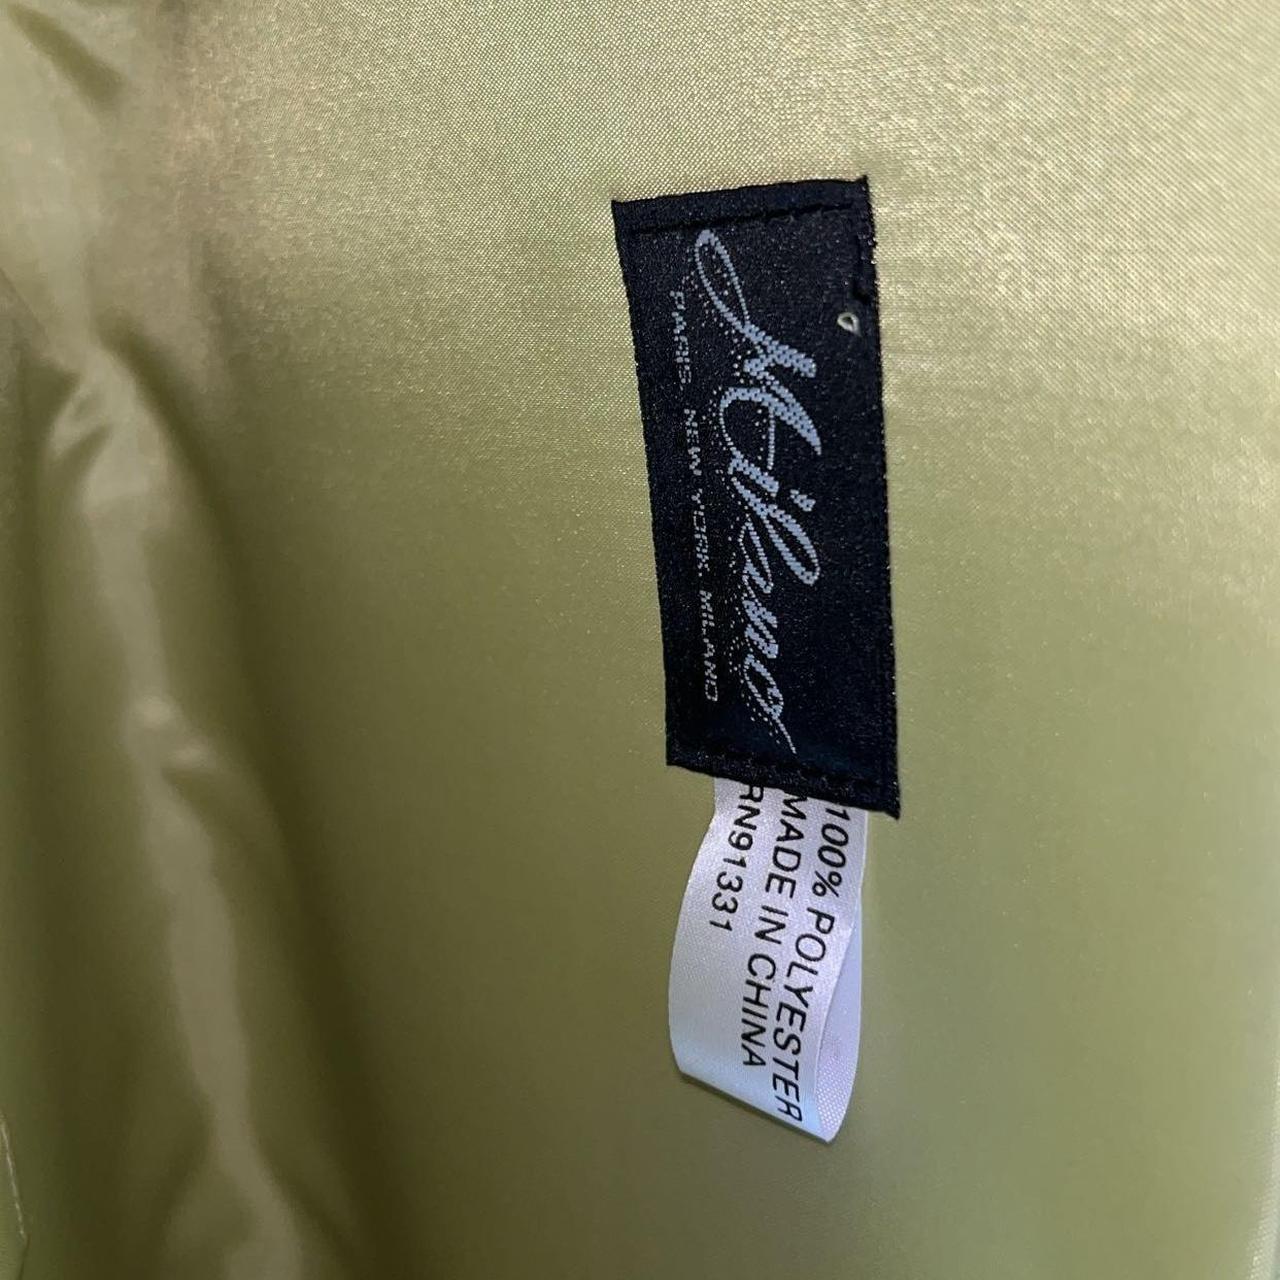 Milano
PARIS. NEW YORK. MILANO
100% POLYESTER
MADE IN CHINA
RN91331